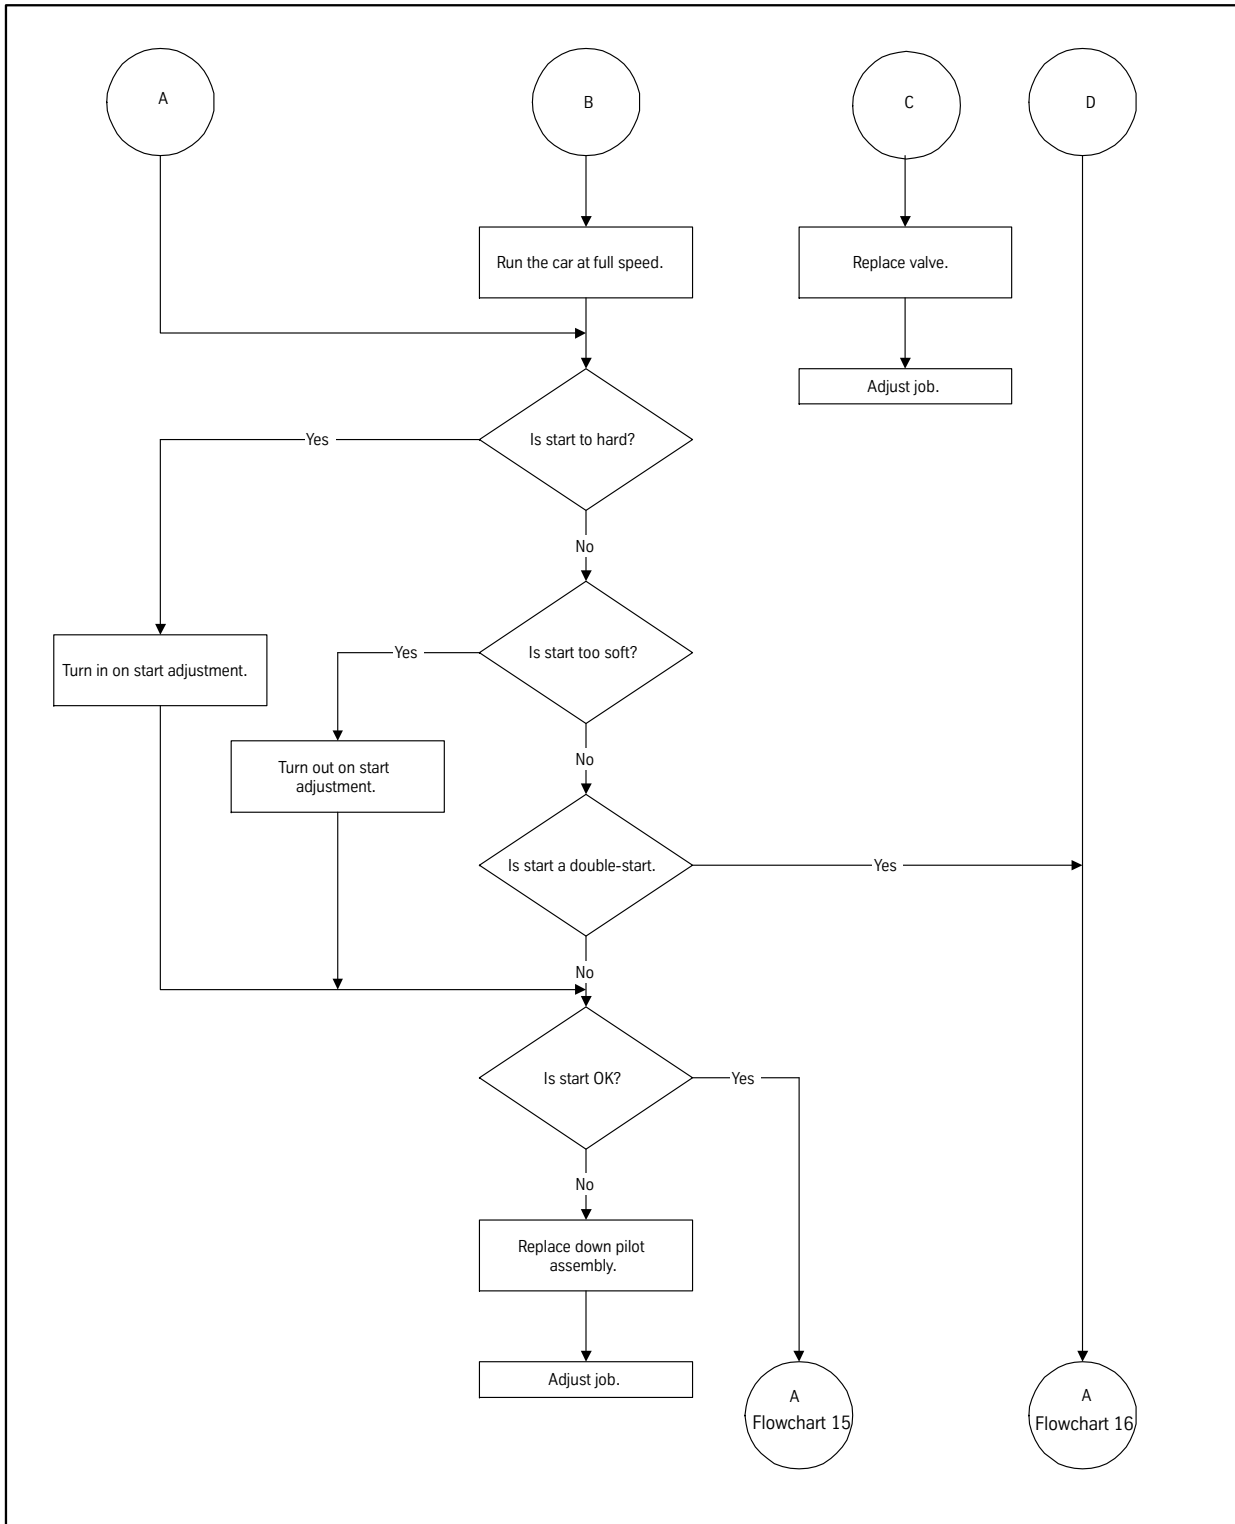 A
B
C
D
Run the car at full speed.
Replace valve.
Adjust job.
Is start to hard?
Yes
No
Turn in on start adjustment.
Is start too soft?
Yes
Turn out on start
adjustment.
No
Is start a double-start.
Yes
No
Is start OK?
Yes
No
Replace down pilot
assembly.
Adjust job.
A
Flowchart 15
A
Flowchart 16